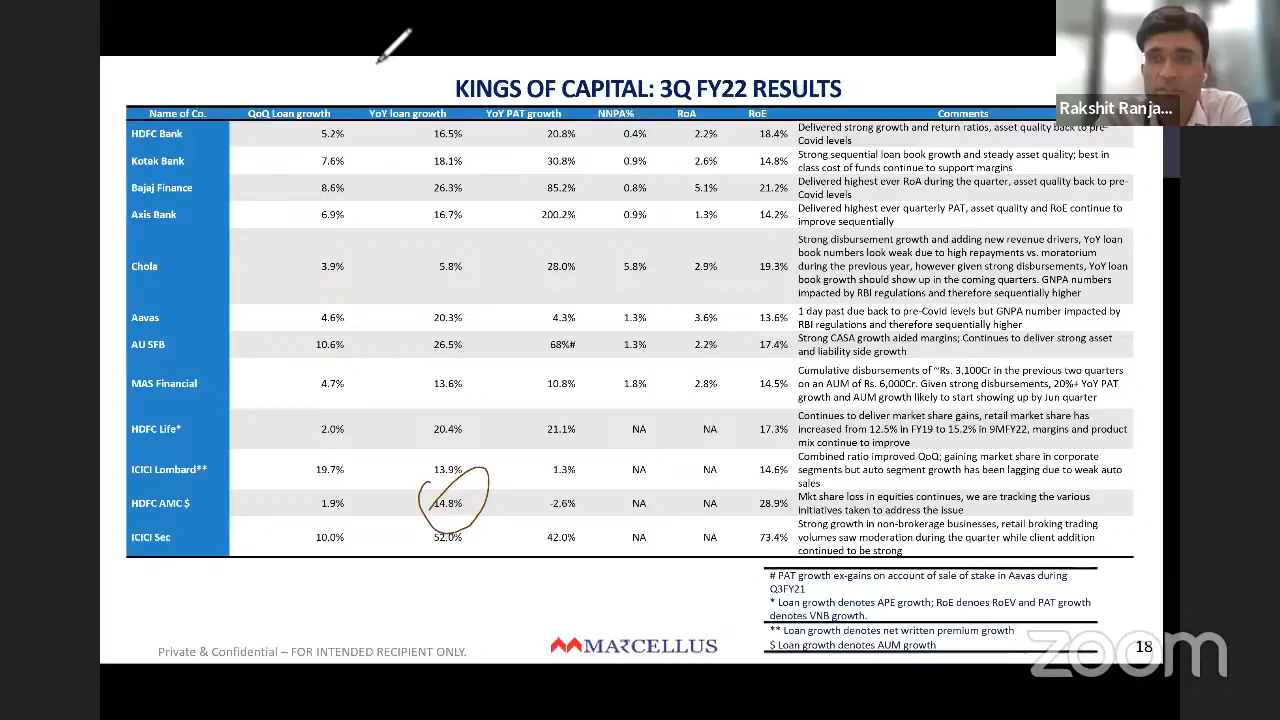 Rakshit Ranja...
KINGS OF CAPITAL: 3Q FY22 RESULTS
Name of Co. QoQ Loan growth YoY loan growth YoY PAT growth NNPA% RoA RoE Comments
HDFC Bank 5.2% 16.5% 20.8% 0.4% 2.2% 18.4% Delivered strong growth and return ratios, asset quality back to pre-
Covid levels
Kotak Bank 7.6% 18.1% 30.8% 0.9% 2.6% 14.8% Strong sequential loan book growth and steady asset quality; best in
class cost of funds continue to support margins
Bajaj Finance 8.6% 26.3% 85.2% 0.8% 5.1% 21.2% Delivered highest ever RoA during the quarter, asset quality back to pre-
Covid levels
Axis Bank 6.9% 16.7% 200.2% 0.9% 1.3% 14.2% Delivered highest ever quarterly PAT, asset quality and RoE continue to
improve sequentially
Chola 3.9% 5.8% 28.0% 5.8% 2.9% 19.3% Strong disbursement growth and adding new revenue drivers, YoY loan
book numbers look weak due to high repayments vs. moratorium
during the previous year, however given strong disbursements, YoY loan
book growth should show up in the coming quarters. GNPA numbers
impacted by RBI regulations and therefore sequentially higher
Aavas 4.6% 20.3% 4.3% 1.3% 3.6% 13.6% 1 day past due back to pre-Covid levels but GNPA number impacted by
RBI regulations and therefore sequentially higher
AU SFB 10.6% 26.5% 68%# 1.3% 2.2% 17.4% Strong CASA growth aided margins; Continues to deliver strong asset
and liability side growth
MAS Financial 4.7% 13.6% 10.8% 1.8% 2.8% 14.5% Cumulative disbursements of ~Rs. 3,100Cr in the previous two quarters
on an AUM of Rs. 6,000Cr. Given strong disbursements, 20%+ YoY PAT
growth and AUM growth likely to start showing up by Jun quarter
HDFC Life* 2.0% 20.4% 21.1% NA NA 17.3% Continues to deliver market share gains, retail market share has
increased from 12.5% in FY19 to 15.2% in 9MFY22, margins and product
mix continue to improve
ICICI Lombard** 19.7% 13.9% 1.3% NA NA 14.6% Combined ratio improved QoQ; gaining market share in corporate
segments but auto segment growth has been lagging due to weak auto
sales
HDFC AMC $ 1.9% 14.8% -2.6% NA NA 28.9% Mkt share loss in equities continues, we are tracking the various
initiatives taken to address the issue
ICICI Sec 10.0% 52.0% 42.0% NA NA 73.4% Strong growth in non-brokerage businesses, retail broking trading
volumes saw moderation during the quarter while client addition
continued to be strong
# PAT growth ex-gains on account of sale of stake in Aavas during
Q3FY21
* Loan growth denotes APE growth; RoE denoes RoEV and PAT growth
denotes VNB growth.
** Loan growth denotes net written premium growth
$ Loan growth denotes AUM growth
Private & Confidential – FOR INTENDED RECIPIENT ONLY.
MARCELLUS
18
zoom